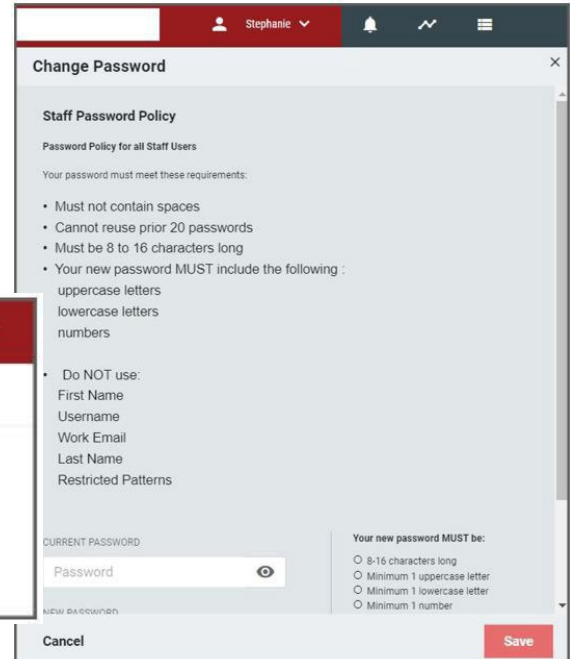 Stephanie
Change Password
Staff Password Policy
Password Policy for all Staff Users
Your password must meet these requirements:
• Must not contain spaces
• Cannot reuse prior 20 passwords
• Must be 8 to 16 characters long
• Your new password MUST include the following :
uppercase letters
lowercase letters
numbers
• Do NOT use:
First Name
Username
Work Email
Last Name
Restricted Patterns
CURRENT PASSWORD
Password
NEW PASSWORD
Your new password MUST be:
8-16 characters long
Minimum 1 uppercase letter
Minimum 1 lowercase letter
Minimum 1 number
Cancel
Save